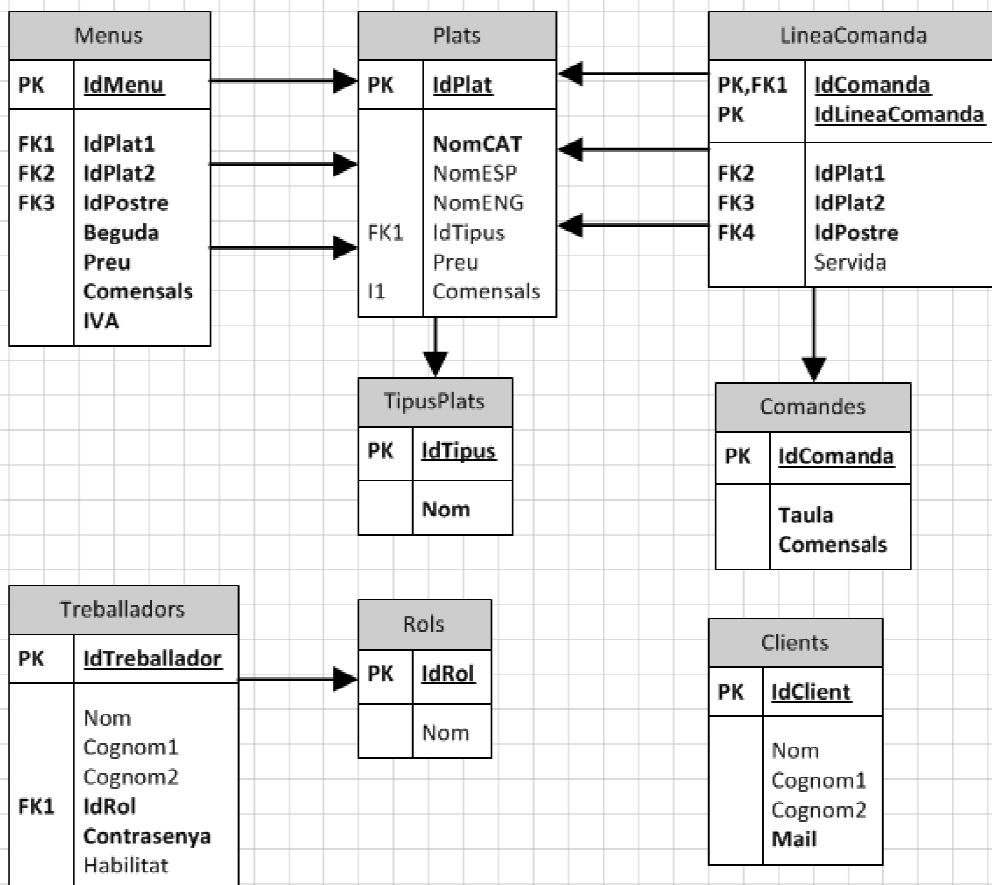 Menus
PK IdMenu
FK1 IdPlat1
FK2 IdPlat2
FK3 IdPostre
Beguda
Preu
Comensals
IVA
Plats
PK IdPlat
NomCAT
NomESP
NomENG
FK1 IdTipus
Preu
I1 Comensals
LineaComanda
PK,FK1 IdComanda
PK IdLineaComanda
FK2 IdPlat1
FK3 IdPlat2
FK4 IdPostre
Servida
TipusPlats
PK IdTipus
Nom
Comandes
PK IdComanda
Taula
Comensals
Treballadors
PK IdTreballador
Nom
Cognom1
Cognom2
FK1 IdRol
Contrasenya
Habilitat
Rols
PK IdRol
Nom
Clients
PK IdClient
Nom
Cognom1
Cognom2
Mail